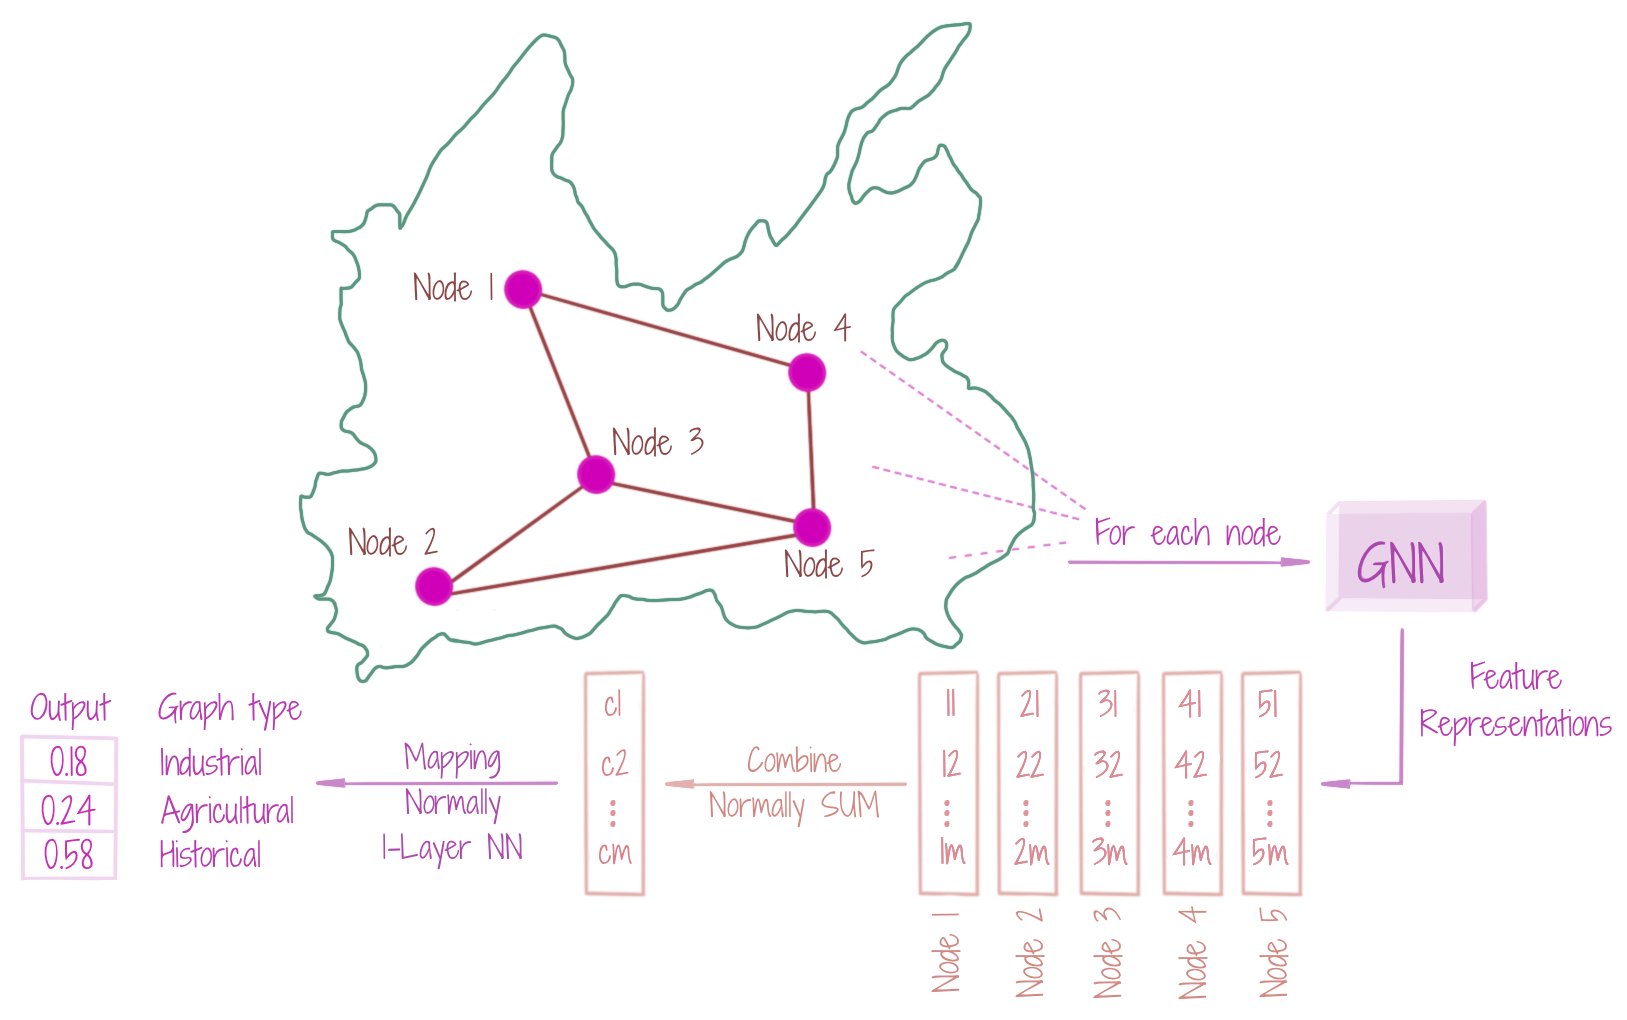 Node 1
Node 4
Node 3
Node 2
Node 5
For each node
GNN
Feature
Representations
11 21 31 41 51
12 22 32 42 52
1m 2m 3m 4m 5m
Node 1
Node 2
Node 3
Node 4
Node 5
Combine
Normally SUM
c1
c2
cm
Mapping
Normally
1-Layer NN
Output Graph type
0.18 Industrial
0.24 Agricultural
0.58 Historical